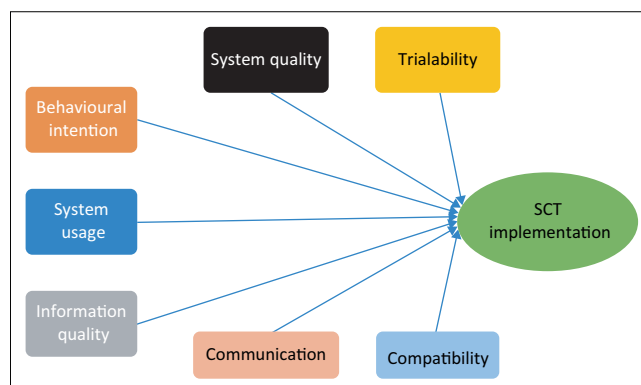 System quality
Trialability
Behavioural
intention
System
usage
SCT
implementation
Information
quality
Communication
Compatibility